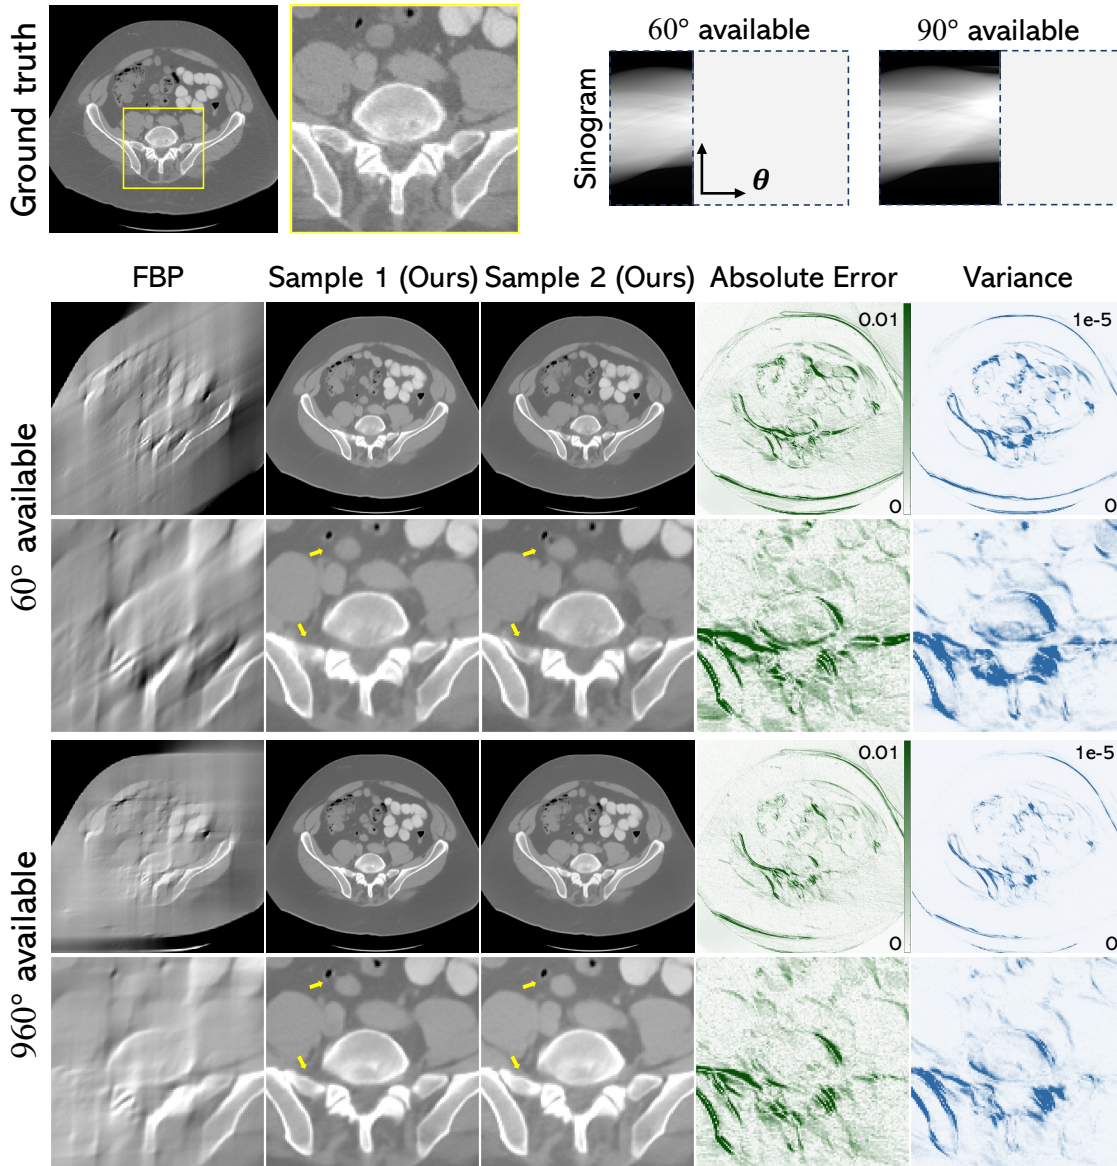 60° available
90° available
Ground truth
Sinogram
θ
FBP
Sample 1 (Ours)
Sample 2 (Ours)
Absolute Error
Variance
60° available
0.01
0
1e-5
0
960° available
0.01
0
1e-5
0